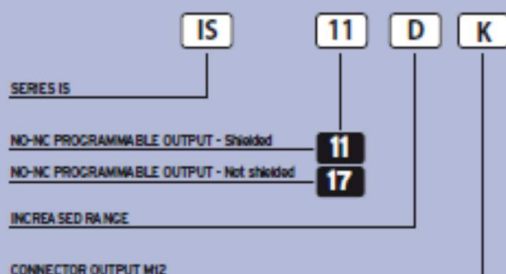 IS 11 D K
SERIES IS
NO-NC PROGRAMMABLE OUTPUT - Shielded 11
NO-NC PROGRAMMABLE OUTPUT - Not shielded 17
INCREASED RANGE
CONNECTOR OUTPUT M12